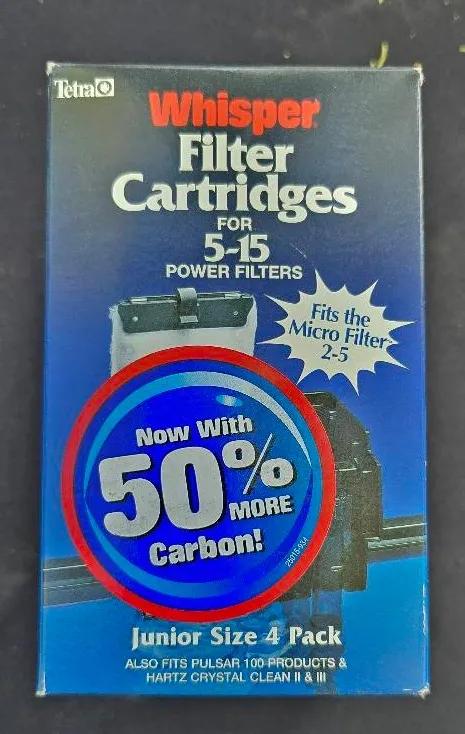 Tetra
Whisper
Filter
Cartridges
FOR
5-15
POWER FILTERS
Fits the
Micro Filter
2-5
Now With
50%
MORE
Carbon!
Junior Size 4 Pack
ALSO FITS PULSAR 100 PRODUCTS &
HARTZ CRYSTAL CLEAN II & III